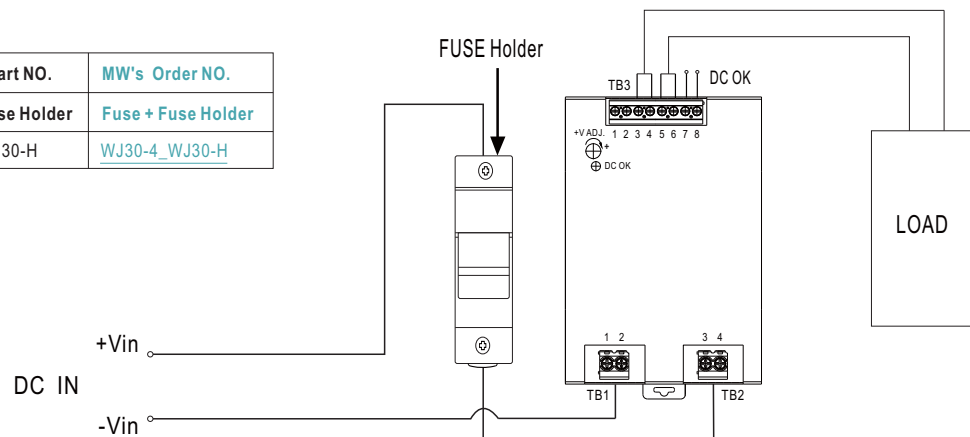 art NO. MW's Order NO.
se Holder Fuse + Fuse Holder
30-H WJ30-4_WJ30-H
FUSE Holder
TB3 DC OK
+V ADJ. 1 2 3 4 5 6 7 8
+
DC OK
LOAD
1 2 3 4
TB1 TB2
+Vin
DC IN
-Vin